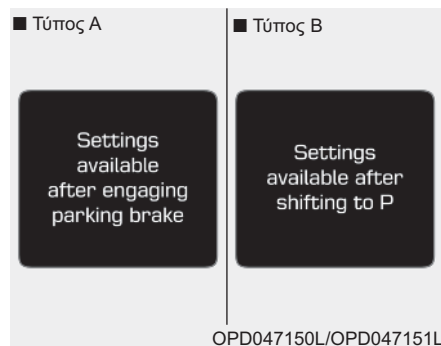 ■ Τύπος A
Settings
available
after engaging
parking brake
■ Τύπος B
Settings
available after
shifting to P
OPD047150L/OPD047151L